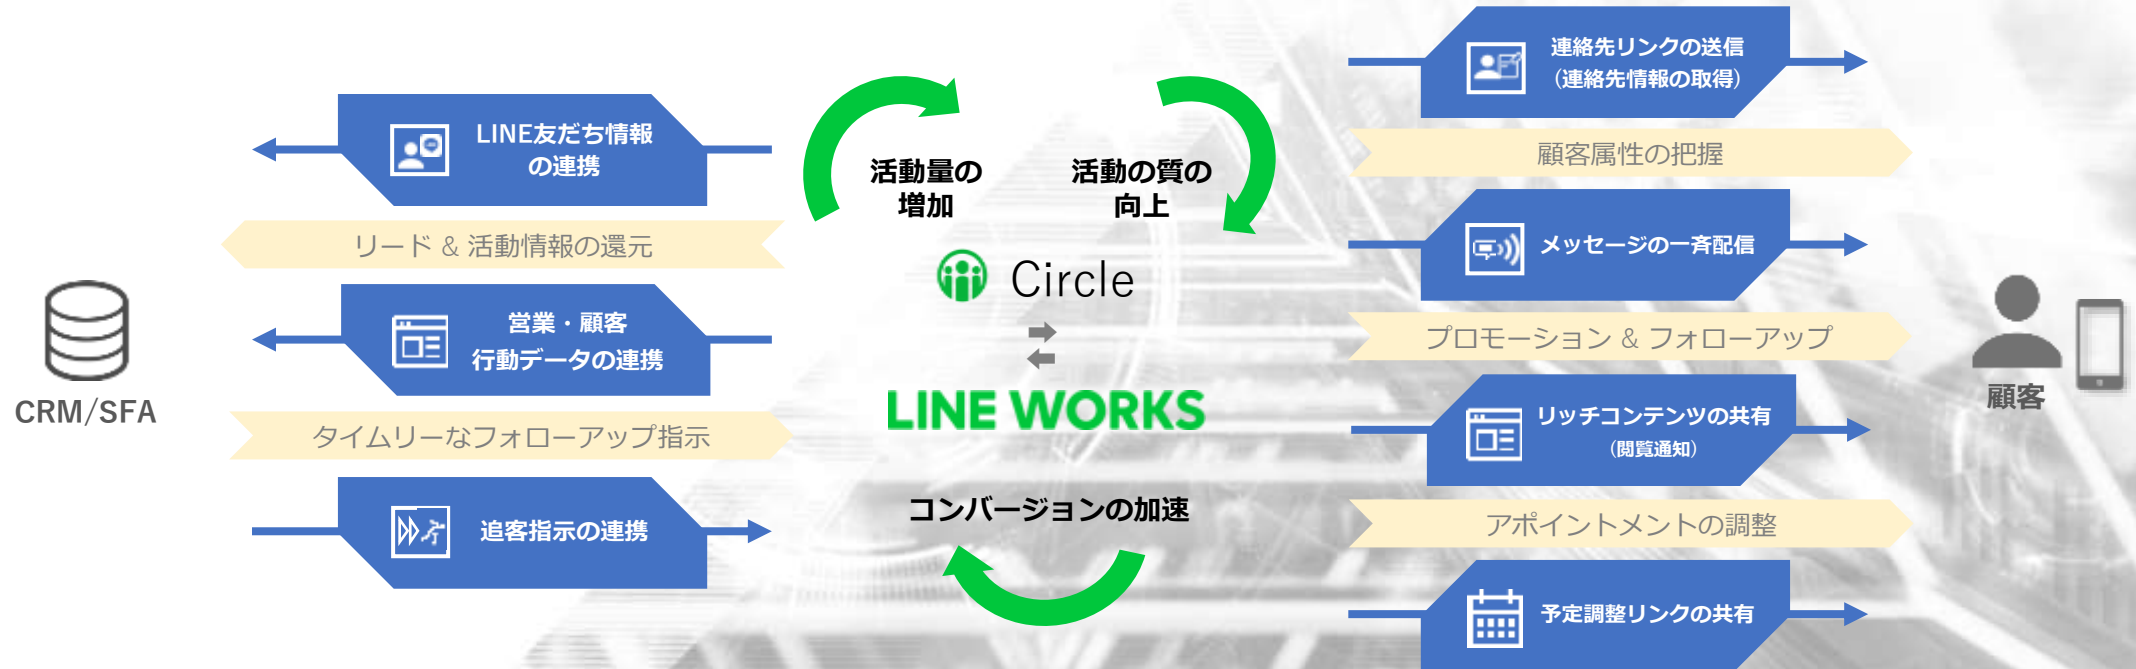 CRM/SFA
LINE友だち情報
の連携
リード & 活動情報の還元
営業・顧客
行動データの連携
タイムリーなフォローアップ指示
追客指示の連携
活動量の
増加
活動の質の
向上
Circle
LINE WORKS
コンバージョンの加速
連絡先リンクの送信
(連絡先情報の取得)
顧客属性の把握
メッセージの一斉配信
プロモーション & フォローアップ
リッチコンテンツの共有
(閲覧通知)
アポイントメントの調整
予定調整リンクの共有
顧客